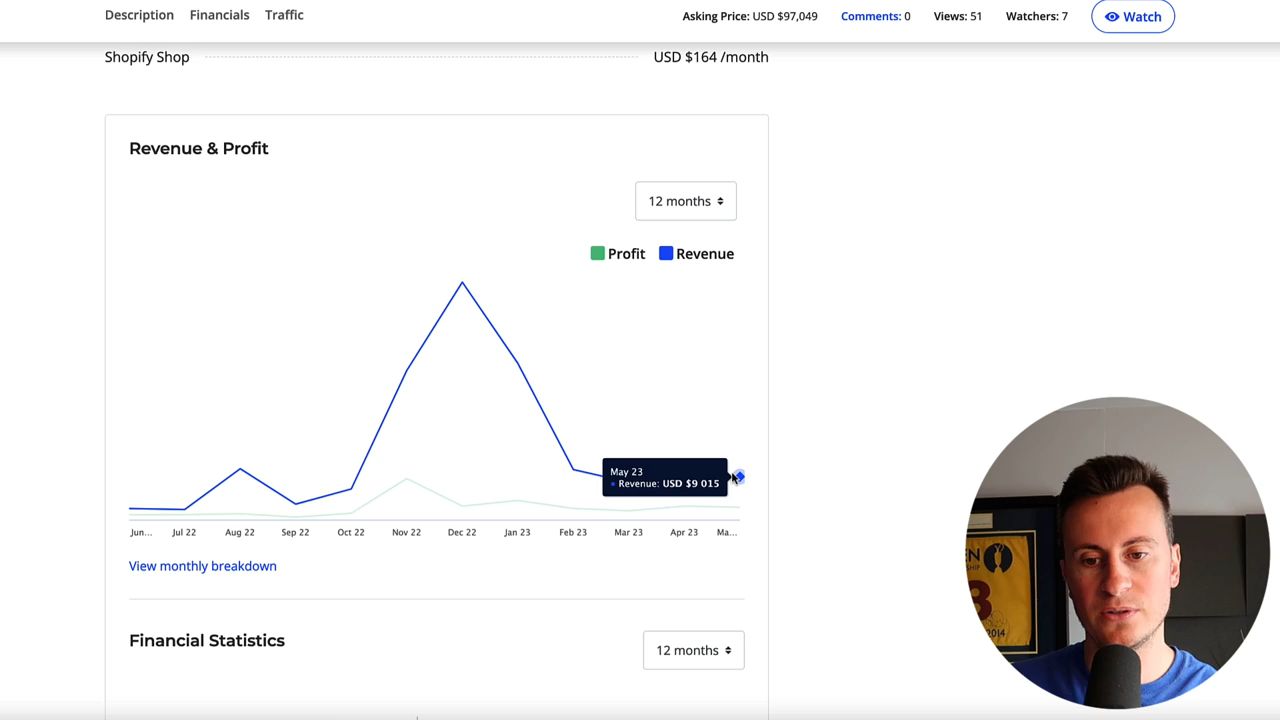 Description Financials Traffic
Asking Price: USD $97,049 Comments: 0 Views: 51 Watchers: 7 Watch
Shopify Shop USD $164 /month
Revenue & Profit
12 months
Profit Revenue
May 23
Revenue: USD $9 015
Jun... Jul 22 Aug 22 Sep 22 Oct 22 Nov 22 Dec 22 Jan 23 Feb 23 Mar 23 Apr 23 Ma...
View monthly breakdown
Financial Statistics
12 months
2014